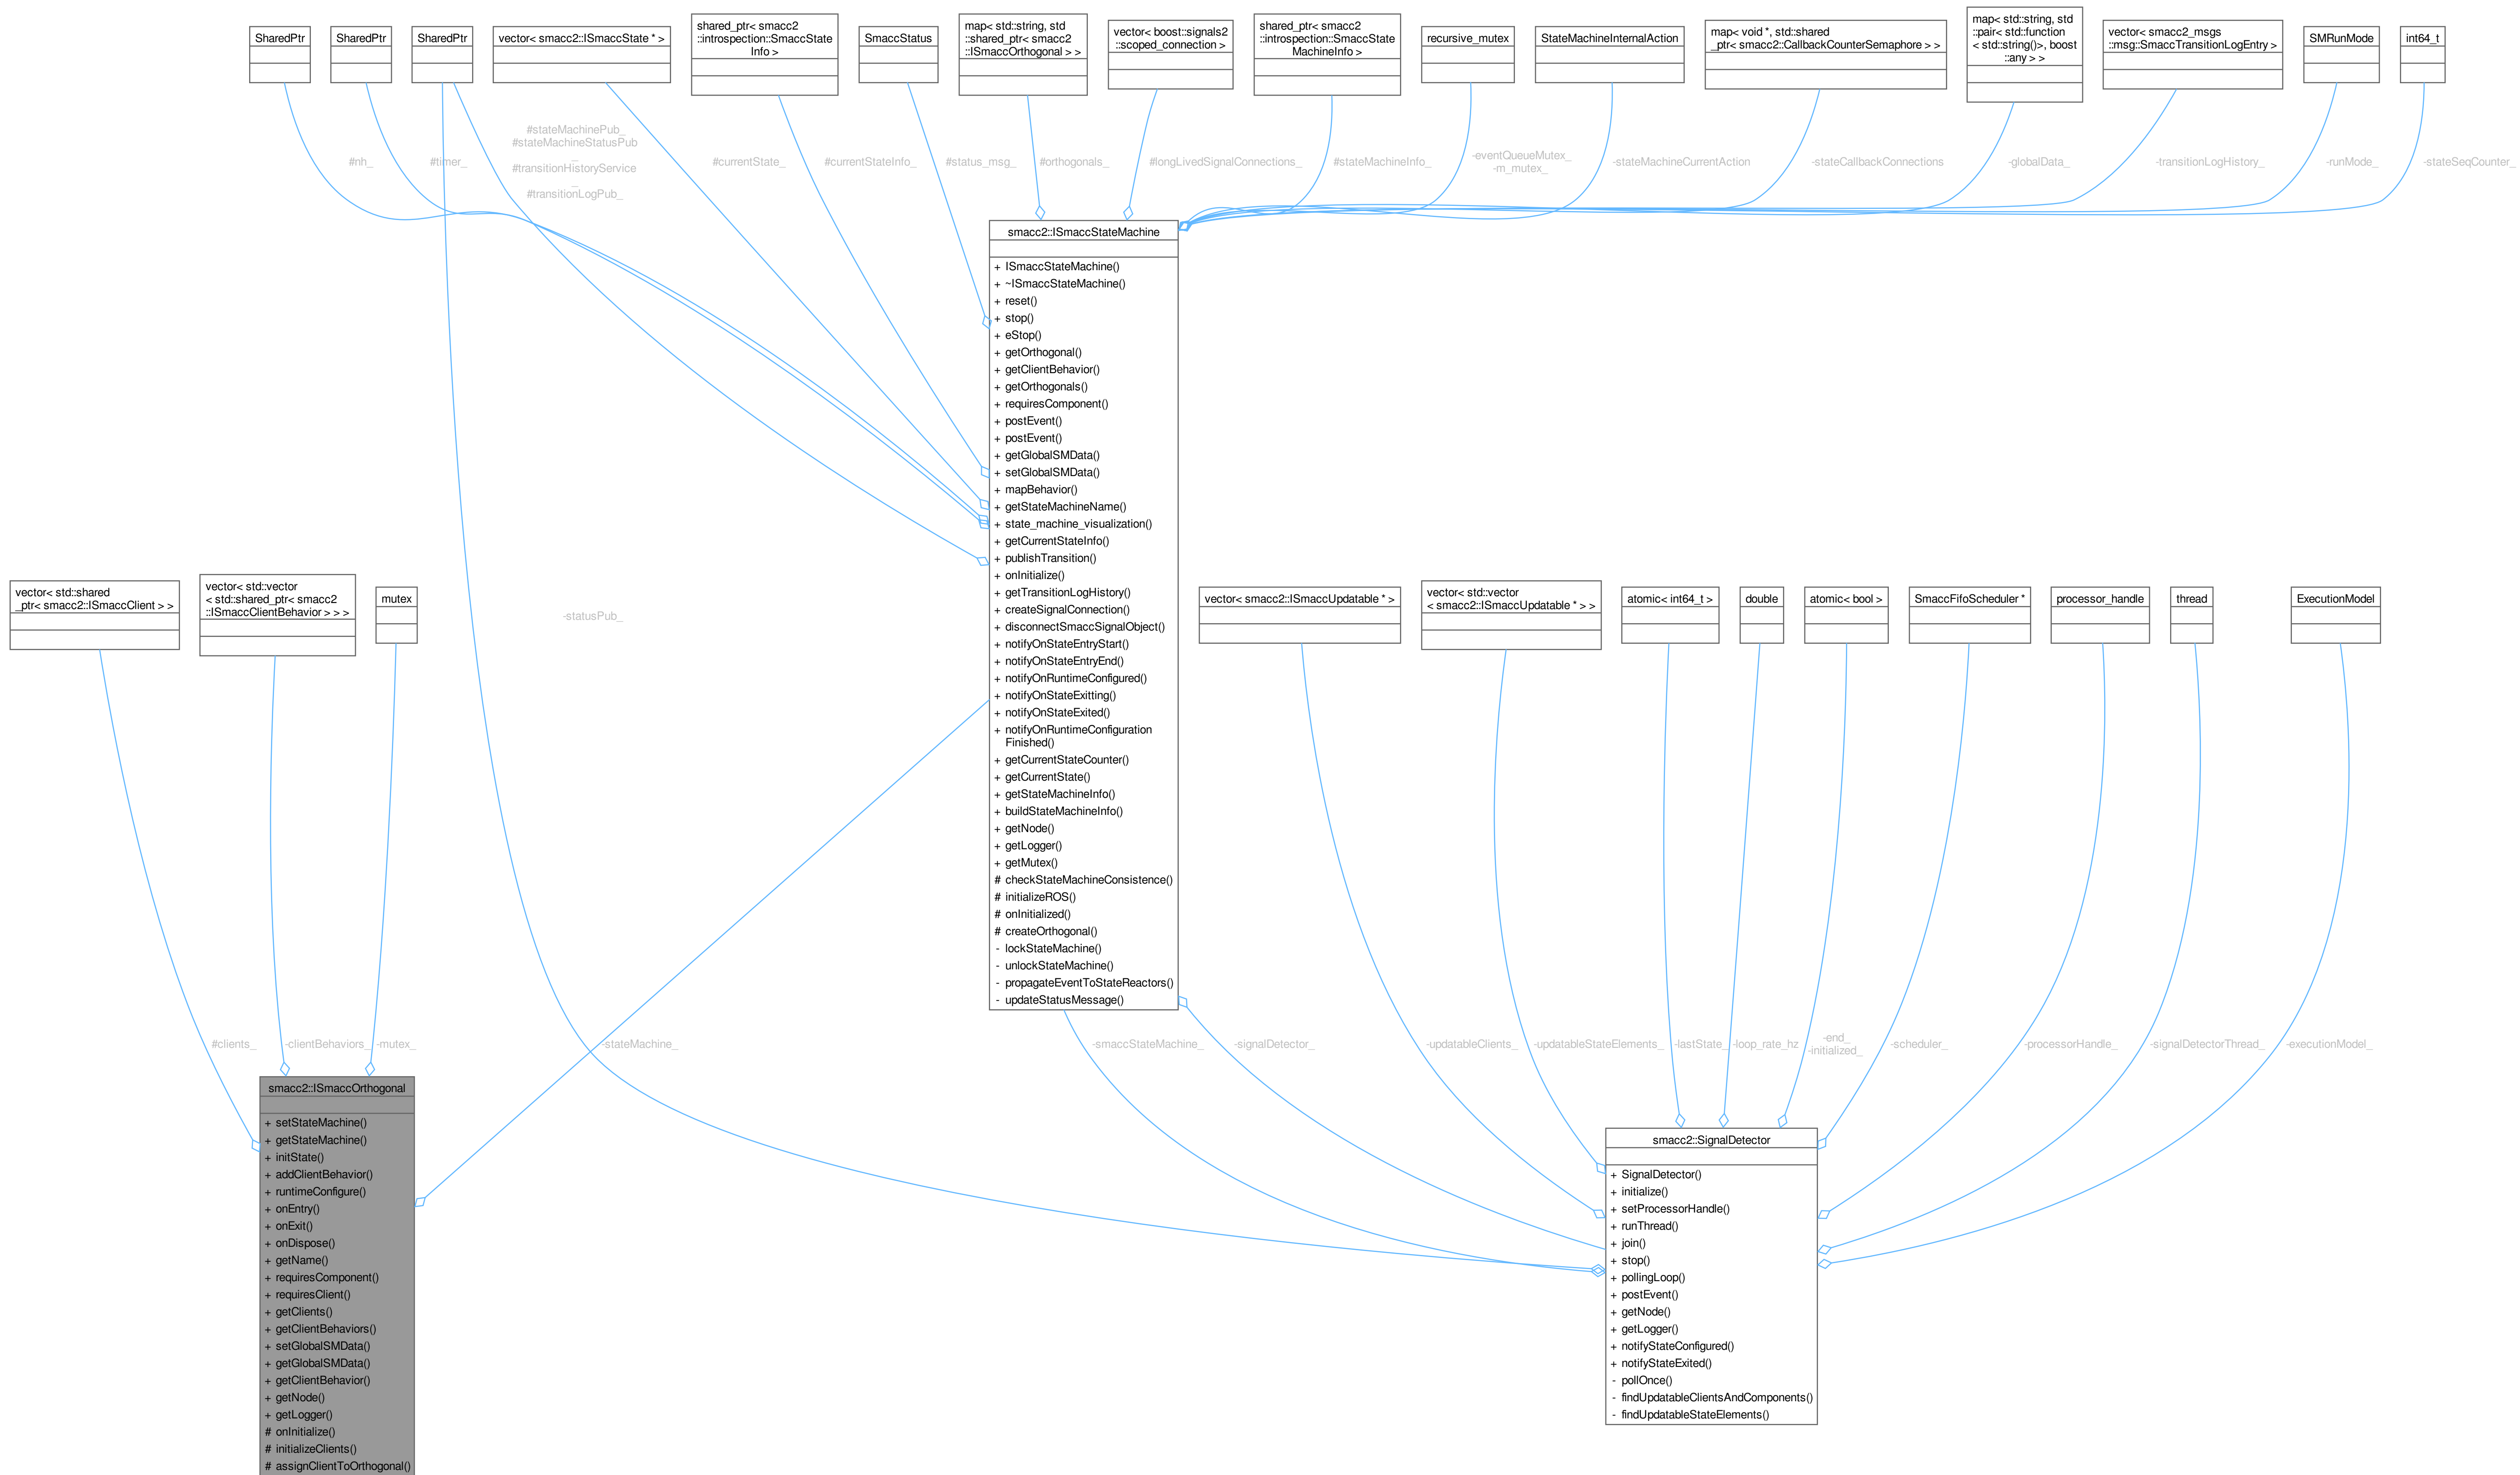 SharedPtr
SharedPtr
SharedPtr
vector< smacc2::ISmaccState * >
shared_ptr< smacc2
::introspection::SmaccState
Info >
SmaccStatus
map< std::string, std
::shared_ptr< smacc2
::ISmaccOrthogonal > >
vector< boost::signals2
::scoped_connection >
shared_ptr< smacc2
::introspection::SmaccState
MachineInfo >
recursive_mutex
StateMachineInternalAction
map< void *, std::shared
_ptr< smacc2::CallbackCounterSemaphore > >
map< std::string, std
::pair< std::function
< std::string()>, boost
::any > >
vector< smacc2_msgs
::msg::SmaccTransitionLogEntry >
SMRunMode
int64_t
#nh_
#timer_
#stateMachinePub_
#stateMachineStatusPub
_
#transitionHistoryService
_
#transitionLogPub_
#currentState_
#currentStateInfo_
#status_msg_
#orthogonals_
#longLivedSignalConnections_
#stateMachineInfo_
-eventQueueMutex_
-m_mutex_
-stateMachineCurrentAction
-stateCallbackConnections
-globalData_
-transitionLogHistory_
-runMode_
-stateSeqCounter_
smacc2::ISmaccStateMachine
+ ISmaccStateMachine()
+ ~ISmaccStateMachine()
+ reset()
+ stop()
+ eStop()
+ getOrthogonal()
+ getClientBehavior()
+ getOrthogonals()
+ requiresComponent()
+ postEvent()
+ postEvent()
+ getGlobalSMData()
+ setGlobalSMData()
+ mapBehavior()
+ getStateMachineName()
+ state_machine_visualization()
+ getCurrentStateInfo()
+ publishTransition()
+ onInitialize()
+ getTransitionLogHistory()
+ createSignalConnection()
+ disconnectSmaccSignalObject()
+ notifyOnStateEntryStart()
+ notifyOnStateEntryEnd()
+ notifyOnRuntimeConfigured()
+ notifyOnStateExitting()
+ notifyOnStateExited()
+ notifyOnRuntimeConfiguration
Finished()
+ getCurrentStateCounter()
+ getCurrentState()
+ getStateMachineInfo()
+ buildStateMachineInfo()
+ getNode()
+ getLogger()
+ getMutex()
# checkStateMachineConsistence()
# initializeROS()
# onInitialized()
# createOrthogonal()
- lockStateMachine()
- unlockStateMachine()
- propagateEventToStateReactors()
- updateStatusMessage()
vector< std::shared
_ptr< smacc2::ISmaccClient > >
vector< std::vector
< std::shared_ptr< smacc2
::ISmaccClientBehavior > > >
mutex
-statusPub_
vector< smacc2::ISmaccUpdatable * >
vector< std::vector
< smacc2::ISmaccUpdatable * > >
atomic< int64_t >
double
atomic< bool >
SmaccFifoScheduler *
processor_handle
thread
ExecutionModel
#clients_
-clientBehaviors_
-mutex_
-stateMachine_
-smaccStateMachine_
-signalDetector_
-updatableClients_
-updatableStateElements_
-lastState_
-loop_rate_hz
-end_
-initialized_
-scheduler_
-processorHandle_
-signalDetectorThread_
-executionModel_
smacc2::ISmaccOrthogonal
+ setStateMachine()
+ getStateMachine()
+ initState()
+ addClientBehavior()
+ runtimeConfigure()
+ onEntry()
+ onExit()
+ onDispose()
+ getName()
+ requiresComponent()
+ requiresClient()
+ getClients()
+ getClientBehaviors()
+ setGlobalSMData()
+ getGlobalSMData()
+ getClientBehavior()
+ getNode()
+ getLogger()
# onInitialize()
# initializeClients()
# assignClientToOrthogonal()
smacc2::SignalDetector
+ SignalDetector()
+ initialize()
+ setProcessorHandle()
+ runThread()
+ join()
+ stop()
+ pollingLoop()
+ postEvent()
+ getNode()
+ getLogger()
+ notifyStateConfigured()
+ notifyStateExited()
- pollOnce()
- findUpdatableClientsAndComponents()
- findUpdatableStateElements()